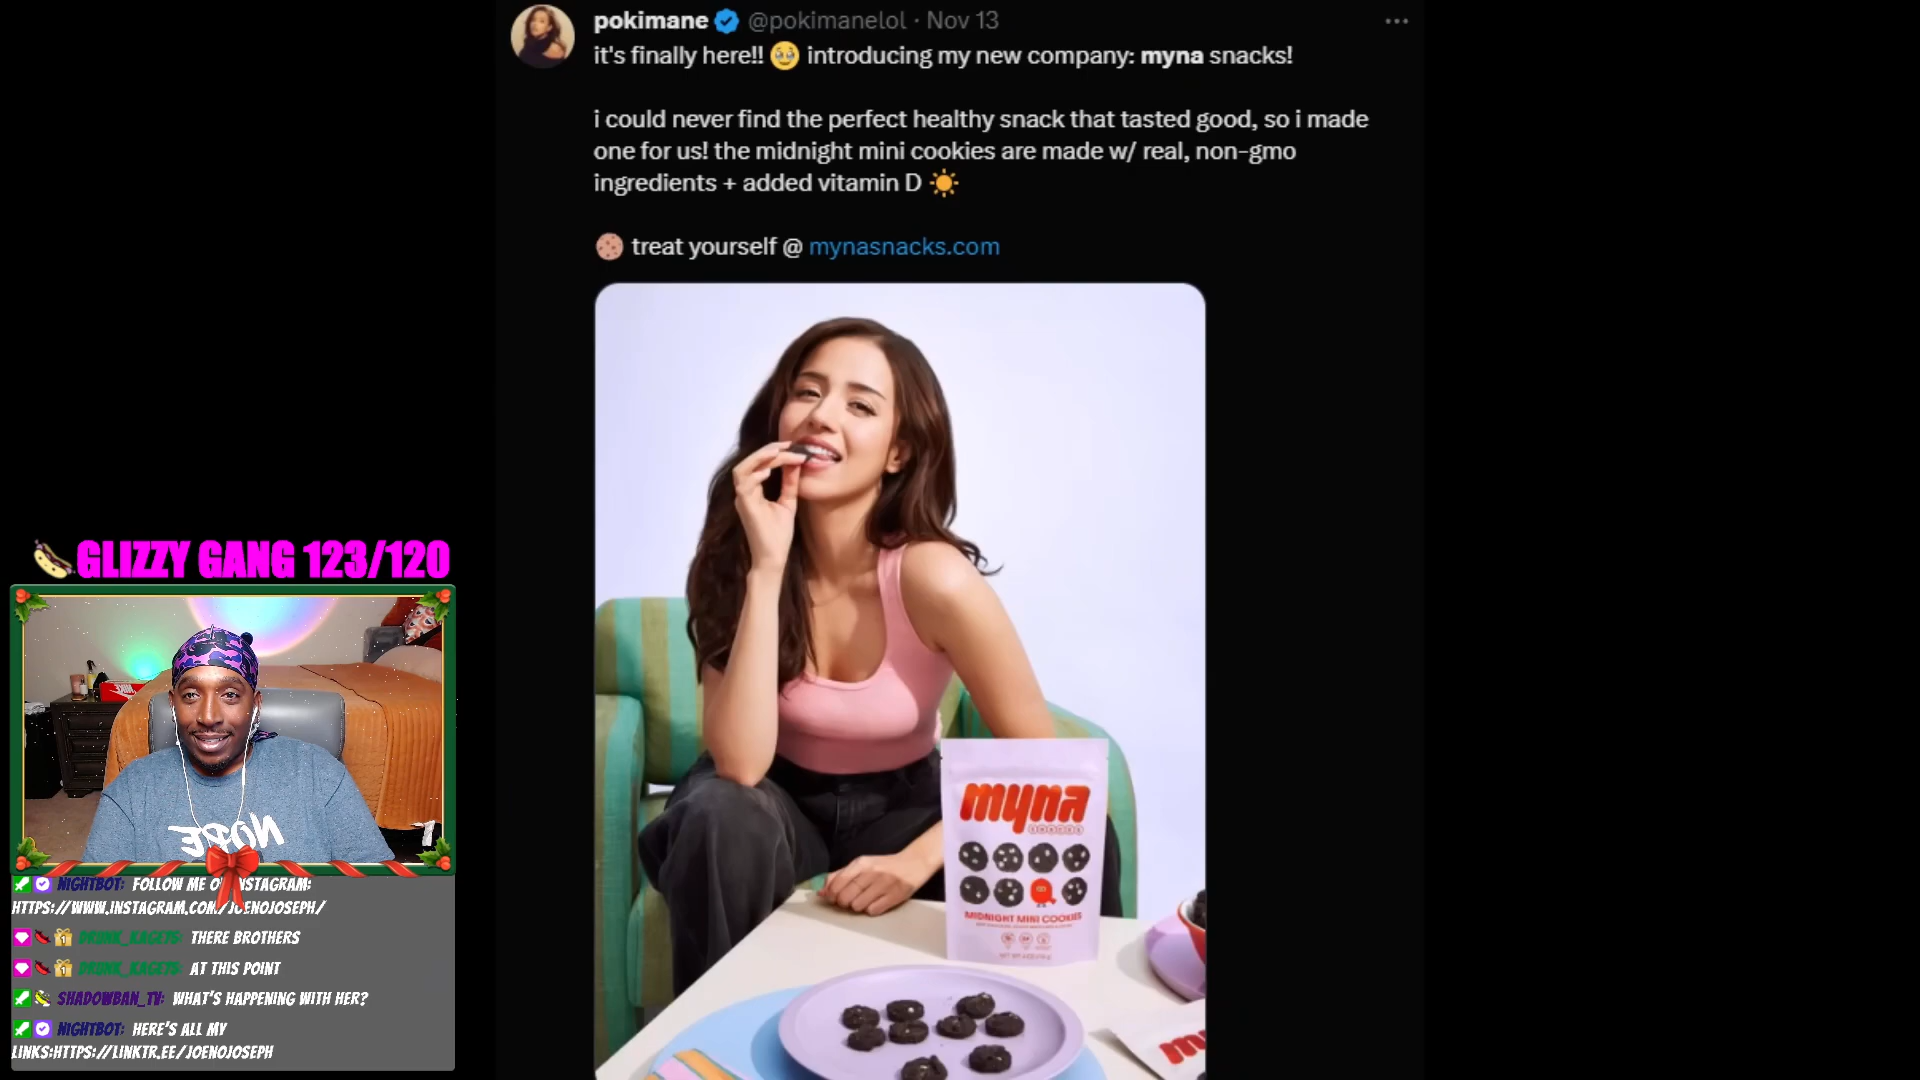 pokimane @pokimanelol · Nov 13
it's finally here!! 🥹 introducing my new company: myna snacks!
i could never find the perfect healthy snack that tasted good, so i made
one for us! the midnight mini cookies are made w/ real, non-gmo
ingredients + added vitamin D ☀️
🍪 treat yourself @ mynasnacks.com
myna
MIDNIGHT MINI COOKIES
GLIZZY GANG 123/120
NOPE
NIGHTBOT: FOLLOW ME O NSTAGRAM:
HTTPS://WWW.INSTAGRAM.COM/JOENOJOSEPH/
THERE BROTHERS
AT THIS POINT
SHADOWBAN_TV: WHAT'S HAPPENING WITH HER?
NIGHTBOT: HERE'S ALL MY
LINKS:HTTPS://LINKTR.EE/JOENOJOSEPH